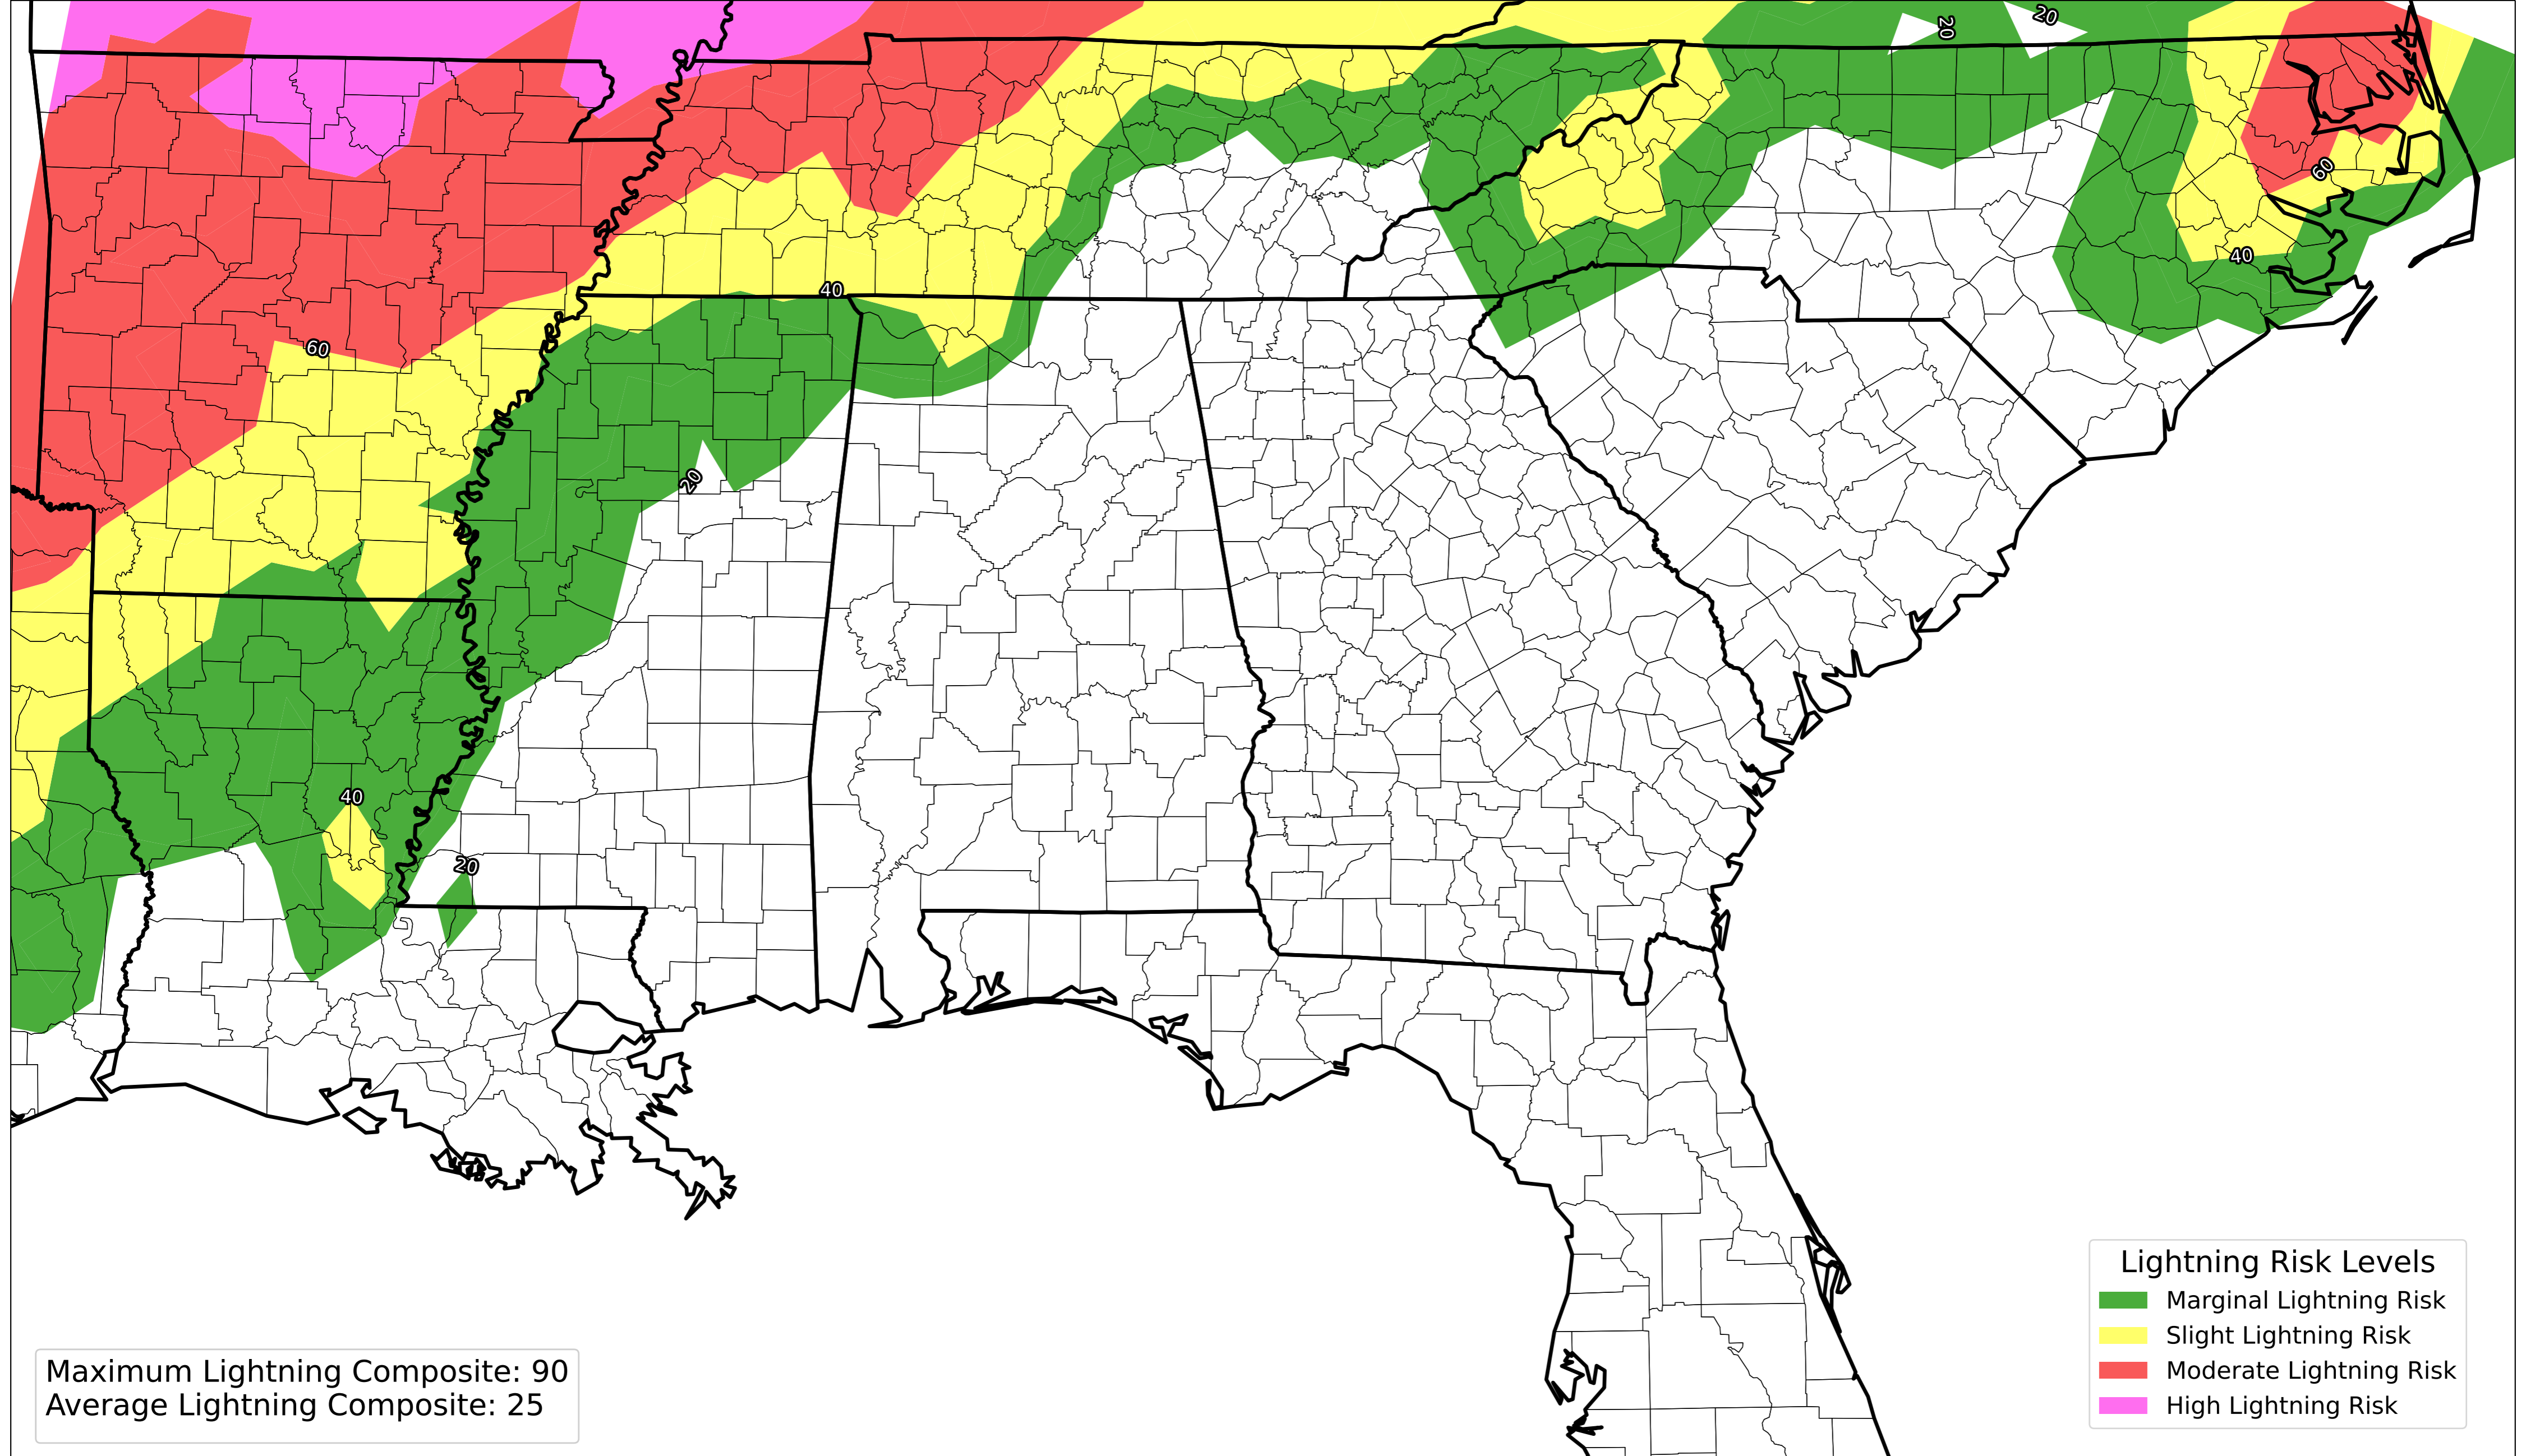 20
20
60
40
40
60
20
40
20
Lightning Risk Levels
Marginal Lightning Risk
Slight Lightning Risk
Moderate Lightning Risk
High Lightning Risk
Maximum Lightning Composite: 90
Average Lightning Composite: 25